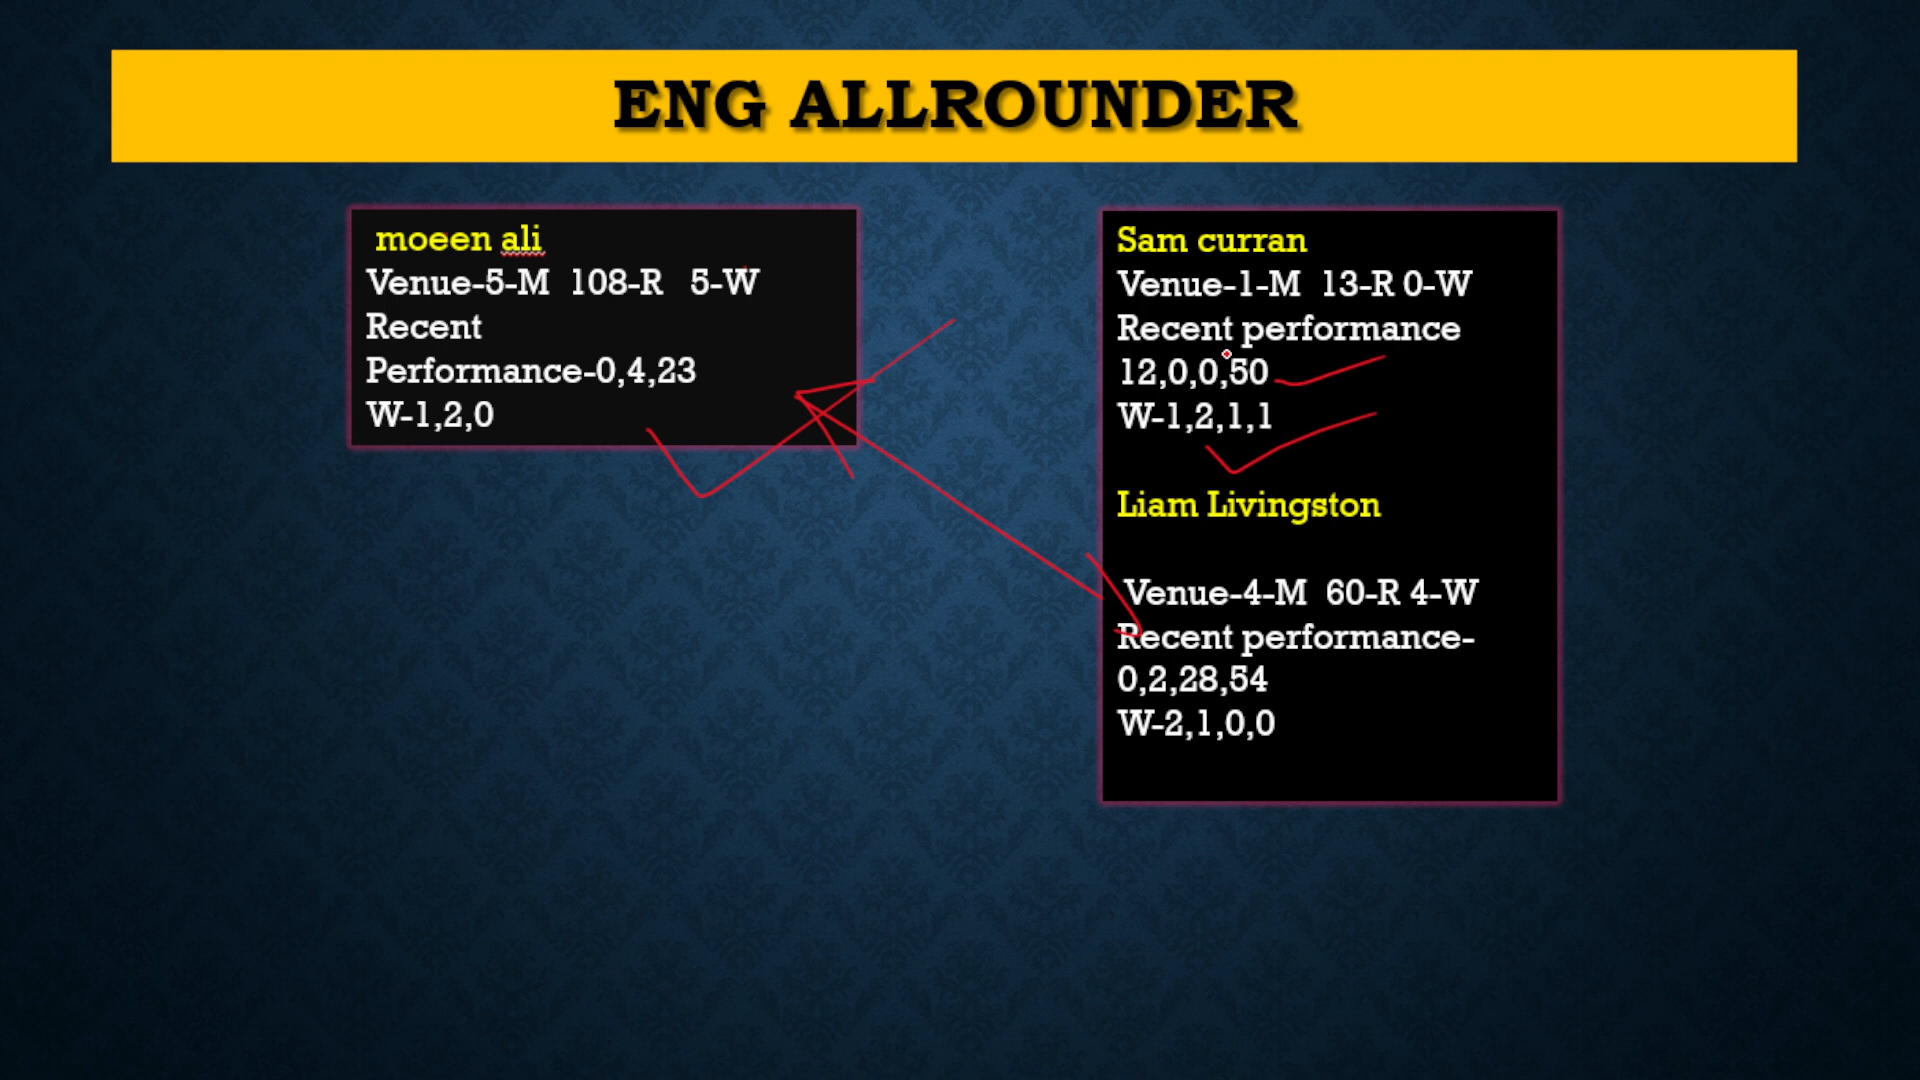 ENG ALLROUNDER
moeen ali
Venue-5-M 108-R 5-W
Recent
Performance-0,4,23
W-1,2,0
Sam curran
Venue-1-M 13-R 0-W
Recent performance
12,0,0,50
W-1,2,1,1
Liam Livingston
Venue-4-M 60-R 4-W
Recent performance-
0,2,28,54
W-2,1,0,0